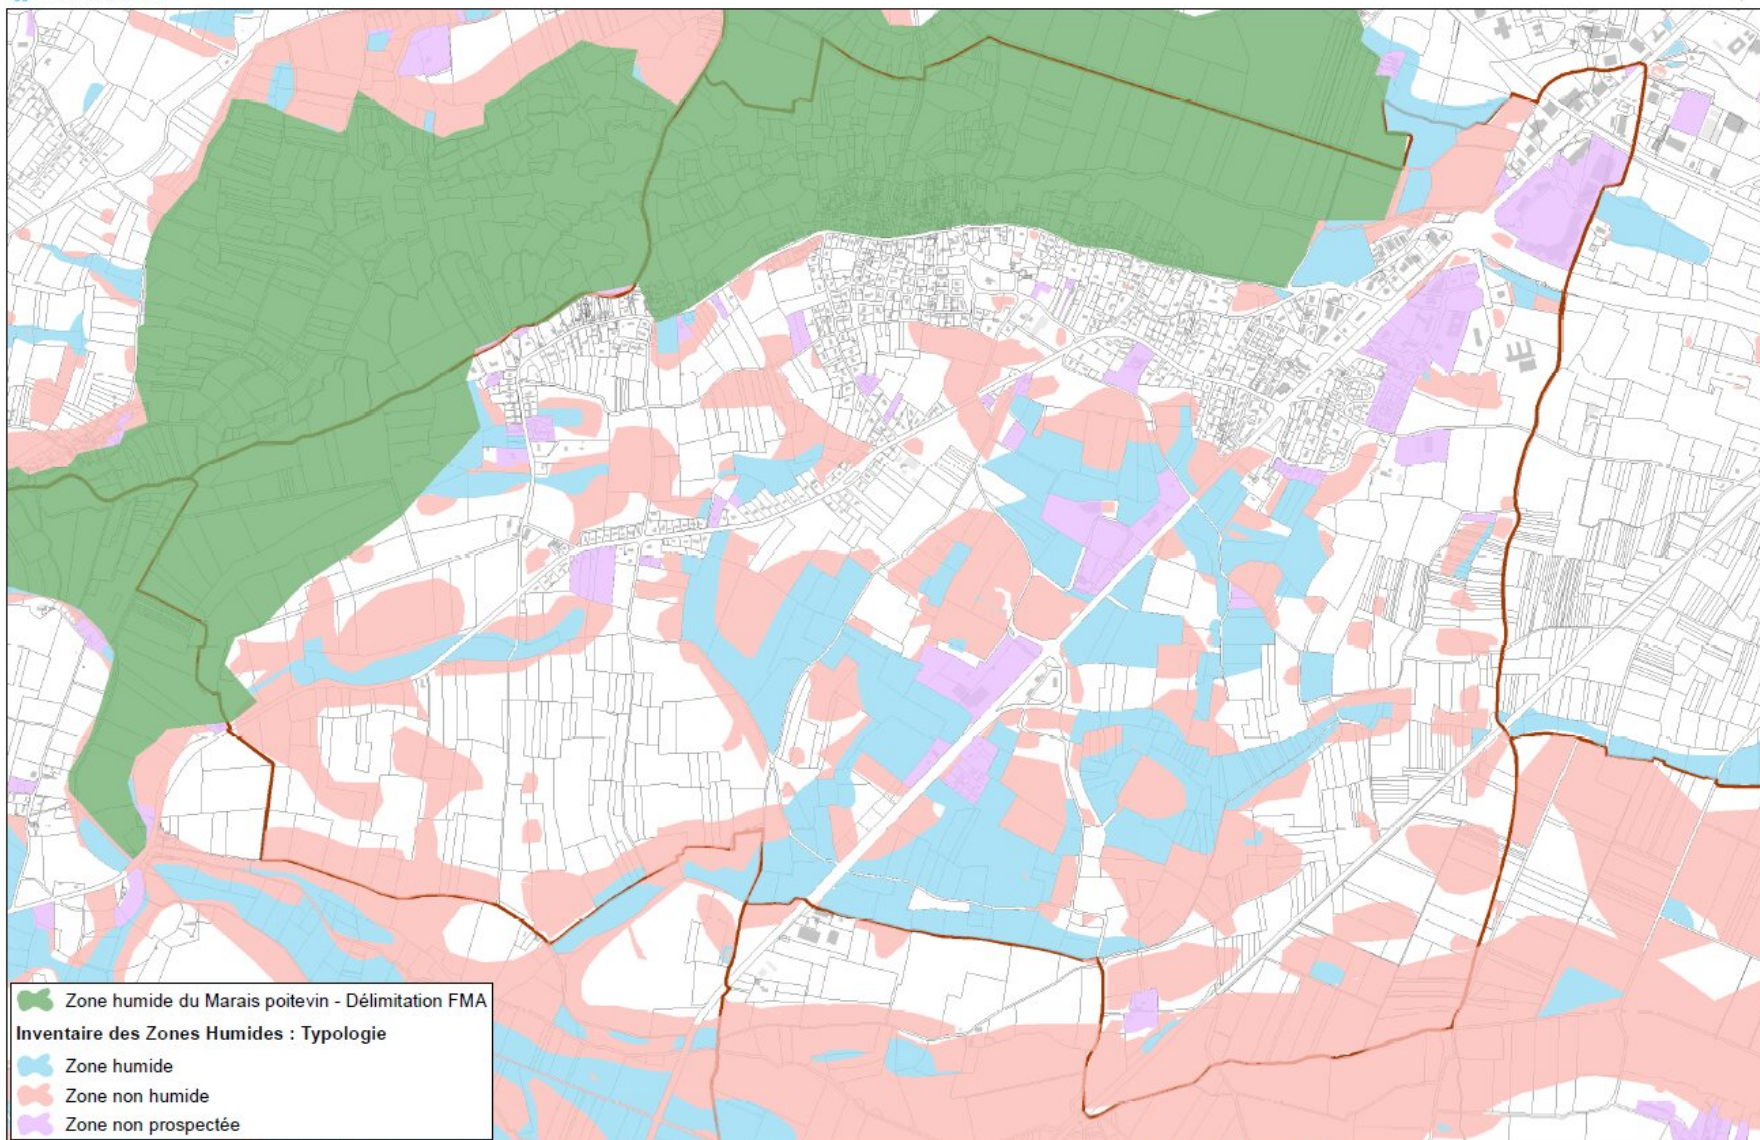 Zone humide du Marais poitevin - Délimitation FMA
Inventaire des Zones Humides : Typologie
Zone humide
Zone non humide
Zone non prospectée